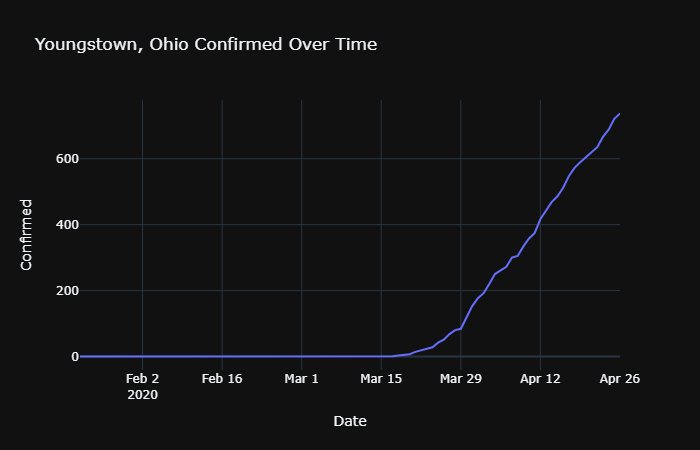 Youngstown, Ohio Confirmed Over Time
Confirmed
600
400
200
0
Feb 2
2020
Feb 16
Mar 1
Mar 15
Mar 29
Apr 12
Apr 26
Date